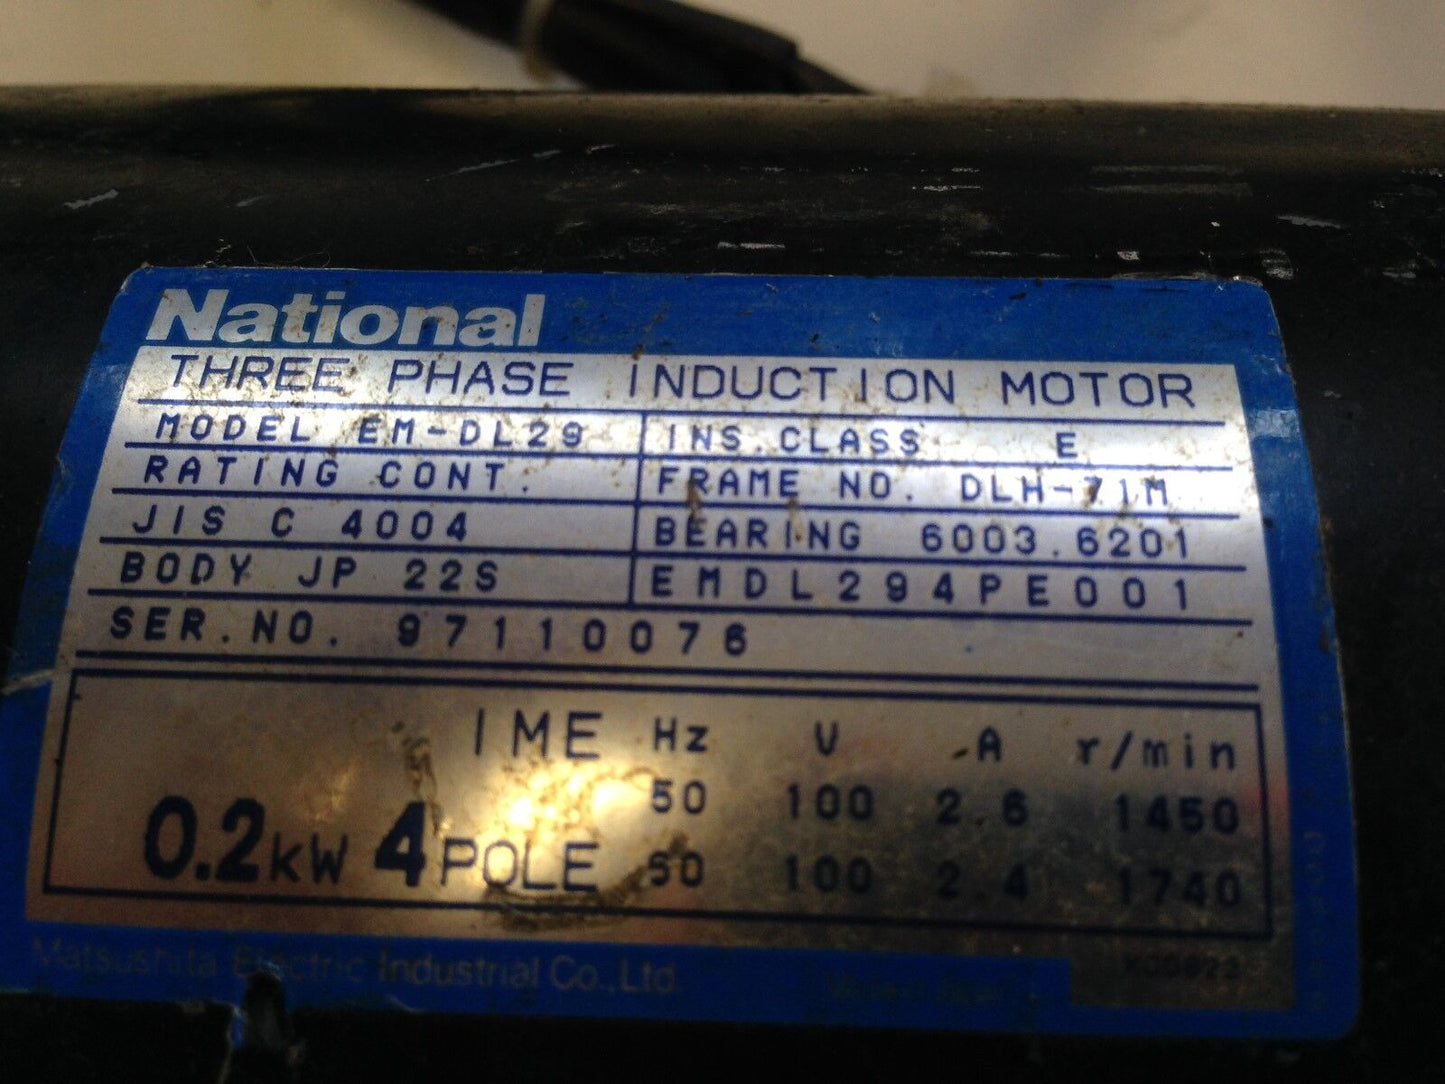 National
THREE PHASE INDUCTION MOTOR
MODEL EM-DL29 INS.CLASS E
RATING CONT. FRAME NO. DLH-71M
JIS C 4004 BEARING 6003.6201
BODY JP 22S EMDL294PE001
SER.NO. 97110076
IME Hz V A r/min
50 100 2.6 1450
0.2kW 4 POLE 60 100 2.4 1740
Matsushita Electric Industrial Co.,Ltd.